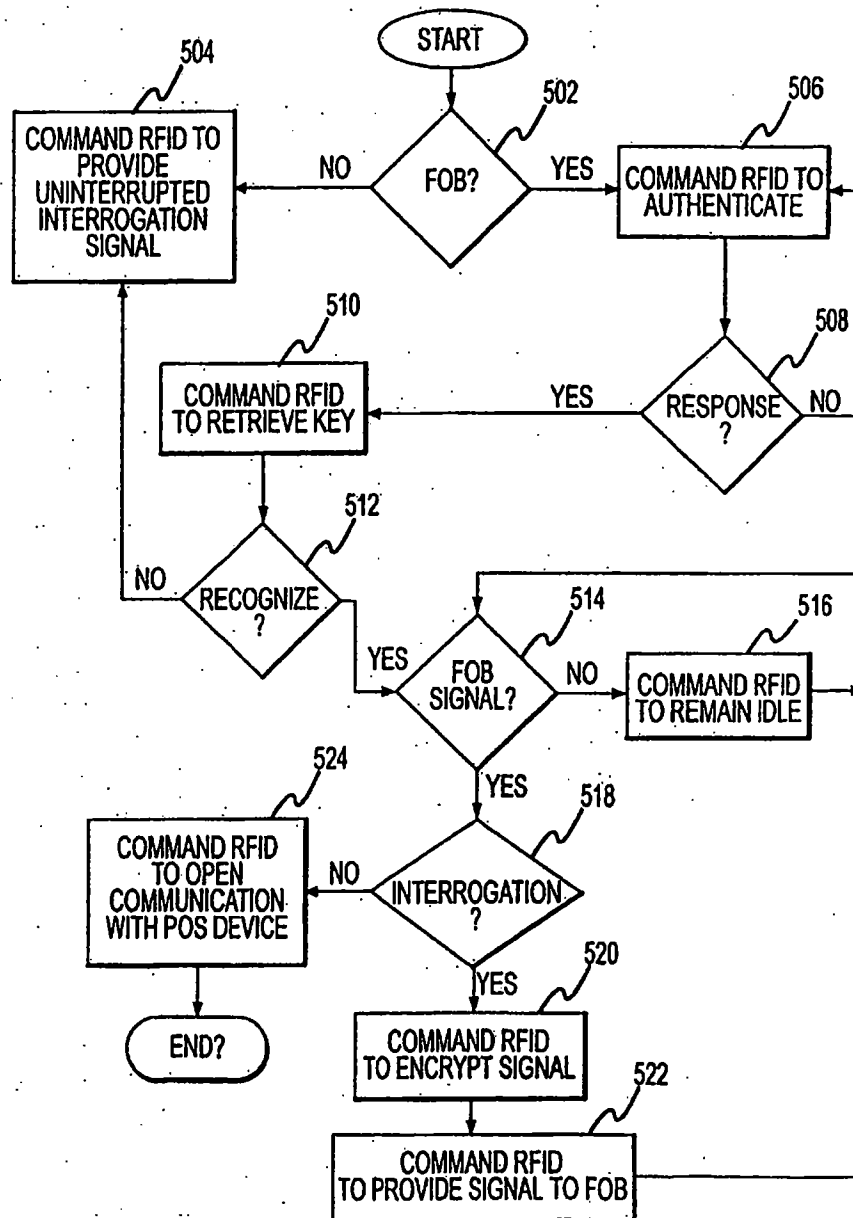 START
504
502
506
COMMAND RFID TO
PROVIDE
UNINTERRUPTED
INTERROGATION
SIGNAL
NO
FOB?
YES
COMMAND RFID TO
AUTHENTICATE
510
508
COMMAND RFID
TO RETRIEVE KEY
YES
RESPONSE
?
NO
512
NO
RECOGNIZE
?
YES
514
516
FOB
SIGNAL?
NO
COMMAND RFID
TO REMAIN IDLE
YES
524
518
COMMAND RFID
TO OPEN
COMMUNICATION
WITH POS DEVICE
NO
INTERROGATION
?
YES
520
END?
COMMAND RFID
TO ENCRYPT SIGNAL
522
COMMAND RFID
TO PROVIDE SIGNAL TO FOB